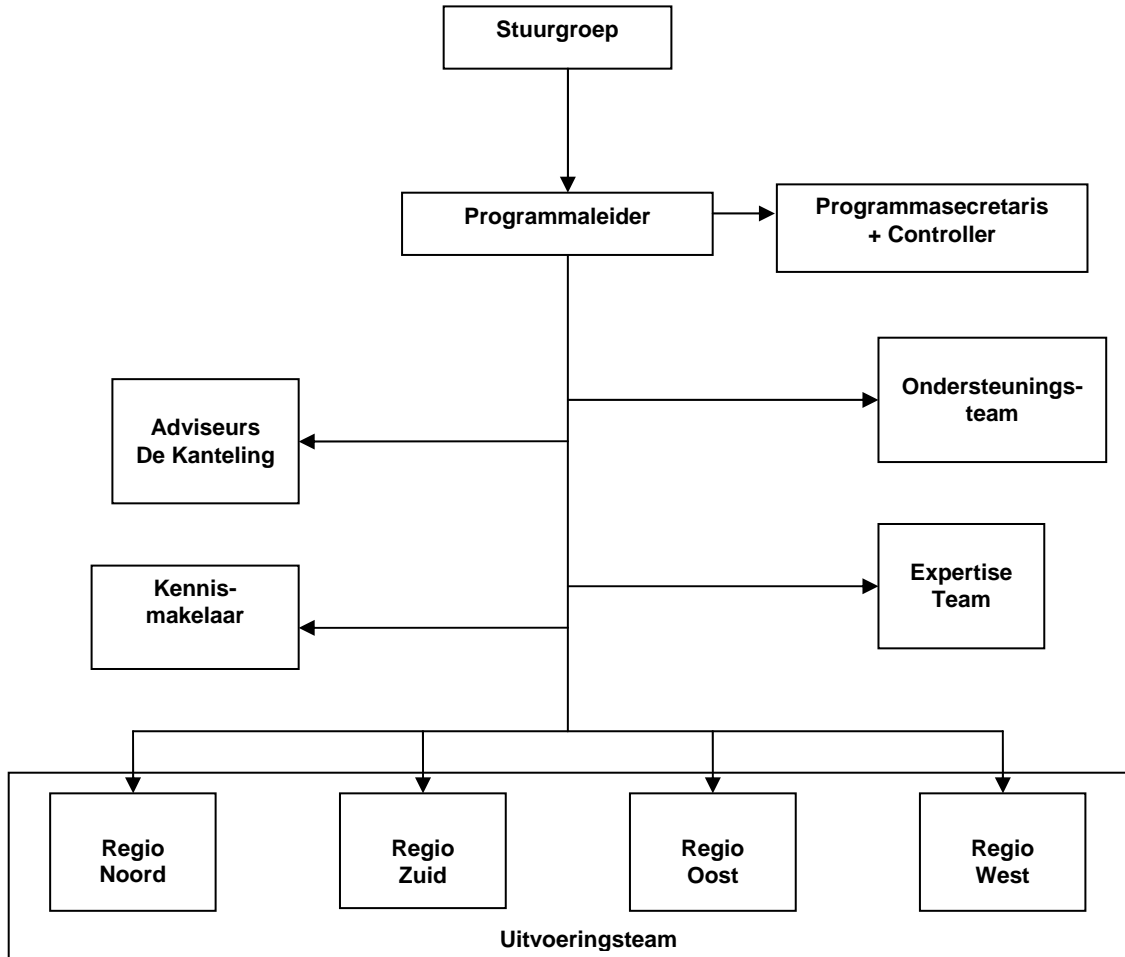 Stuurgroep
Programmaleider
Programmasecretaris
+ Controller
Ondersteunings-
team
Adviseurs
De Kanteling
Expertise
Team
Kennis-
makelaar
Regio
Noord
Regio
Zuid
Regio
Oost
Regio
West
Uitvoeringsteam